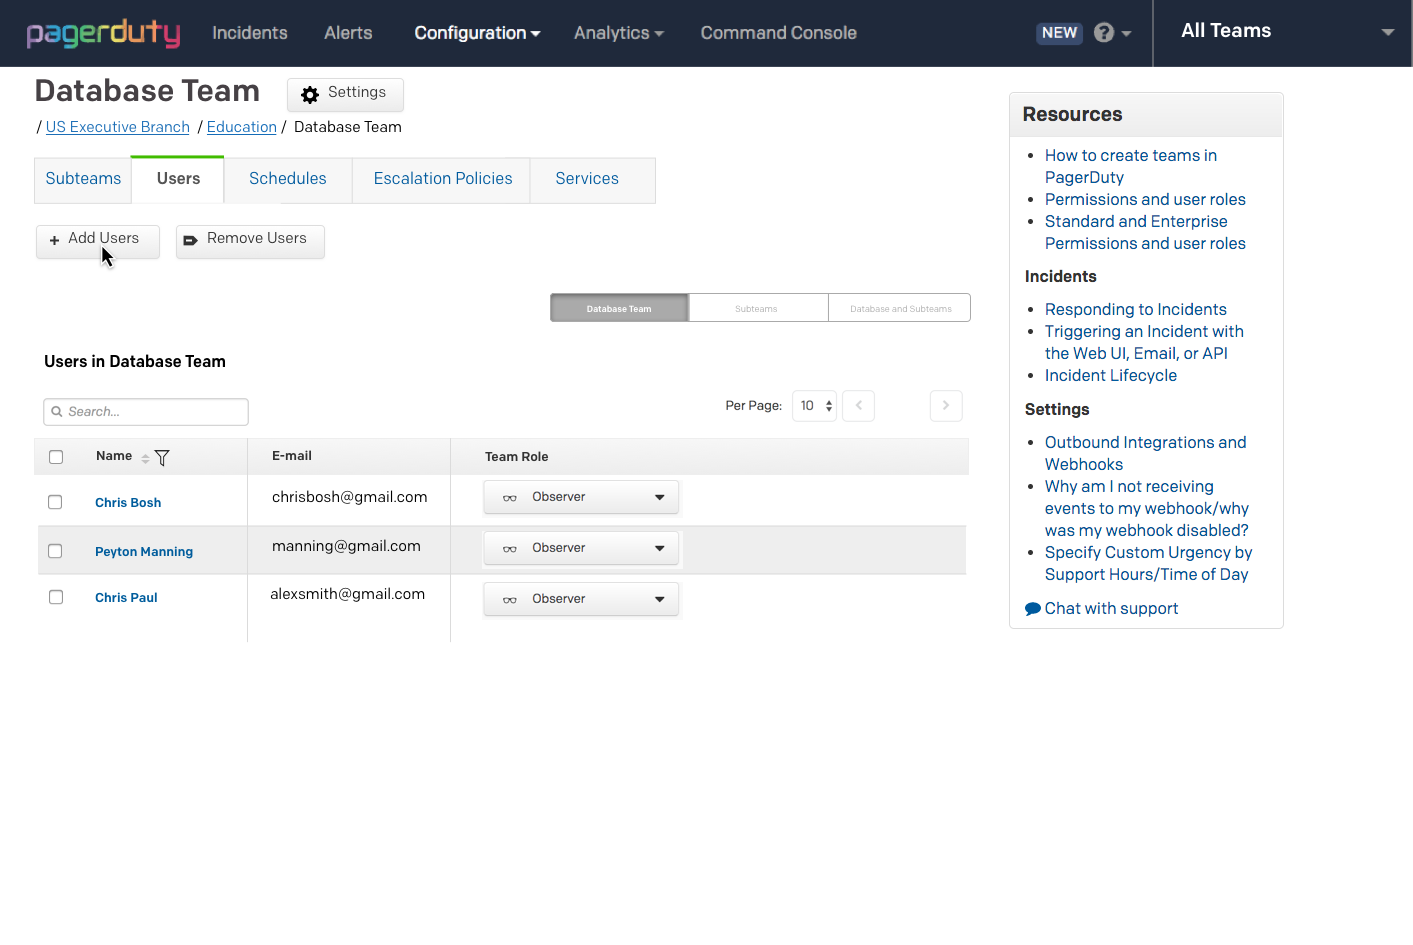 pagerduty Incidents Alerts Configuration Analytics Command Console NEW ? All Teams
Database Team Settings
/ US Executive Branch / Education / Database Team
Subteams Users Schedules Escalation Policies Services
+ Add Users Remove Users
Database Team Subteams Database and Subteams
Users in Database Team
Search...
Per Page: 10
Name E-mail Team Role
Chris Bosh chrisbosh@gmail.com Observer
Peyton Manning manning@gmail.com Observer
Chris Paul alexsmith@gmail.com Observer
Resources
How to create teams in
PagerDuty
Permissions and user roles
Standard and Enterprise
Permissions and user roles
Incidents
Responding to Incidents
Triggering an Incident with
the Web UI, Email, or API
Incident Lifecycle
Settings
Outbound Integrations and
Webhooks
Why am I not receiving
events to my webhook/why
was my webhook disabled?
Specify Custom Urgency by
Support Hours/Time of Day
Chat with support